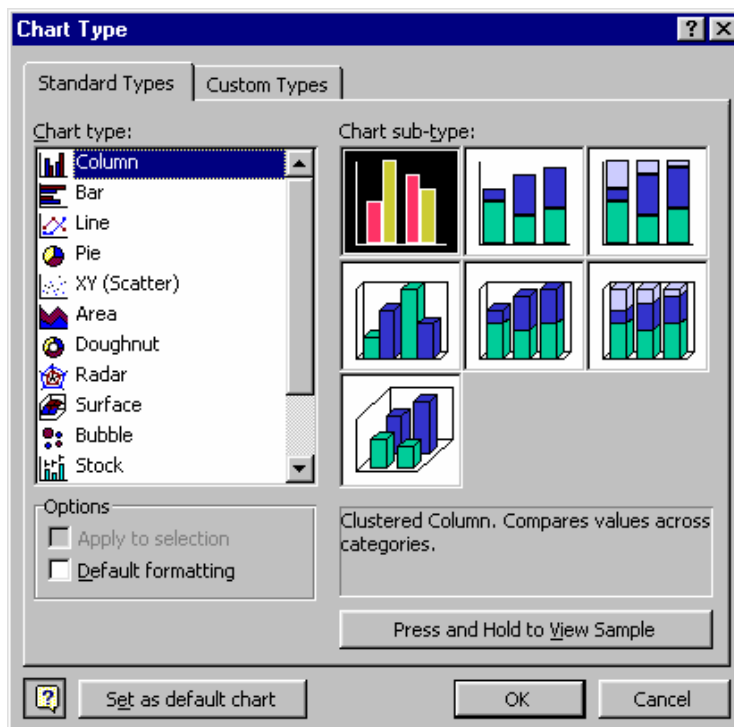 Chart Type
Standard Types
Custom Types
Chart type:
Column
Bar
Line
Pie
XY (Scatter)
Area
Doughnut
Radar
Surface
Bubble
Stock
Chart sub-type:
Options
Apply to selection
Default formatting
Clustered Column. Compares values across
categories.
Press and Hold to View Sample
Set as default chart
OK
Cancel